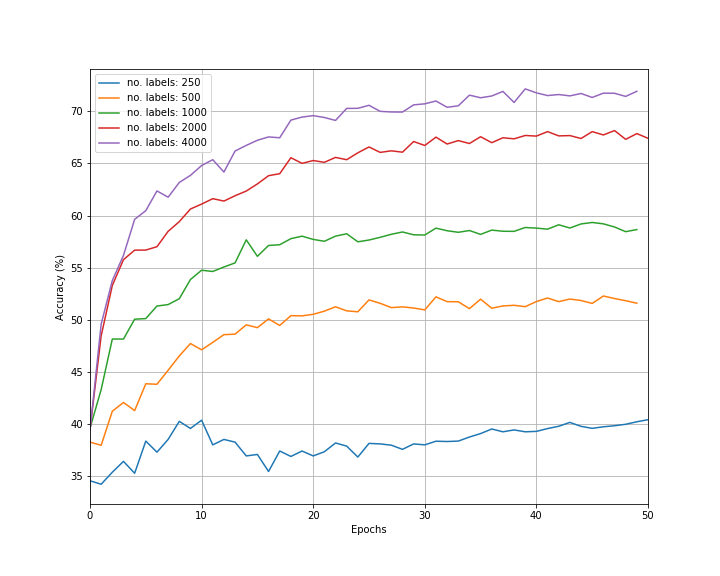 no. labels: 250
no. labels: 500
no. labels: 1000
no. labels: 2000
no. labels: 4000
Accuracy (%)
70
65
60
55
50
45
40
35
0 10 20 30 40 50
Epochs